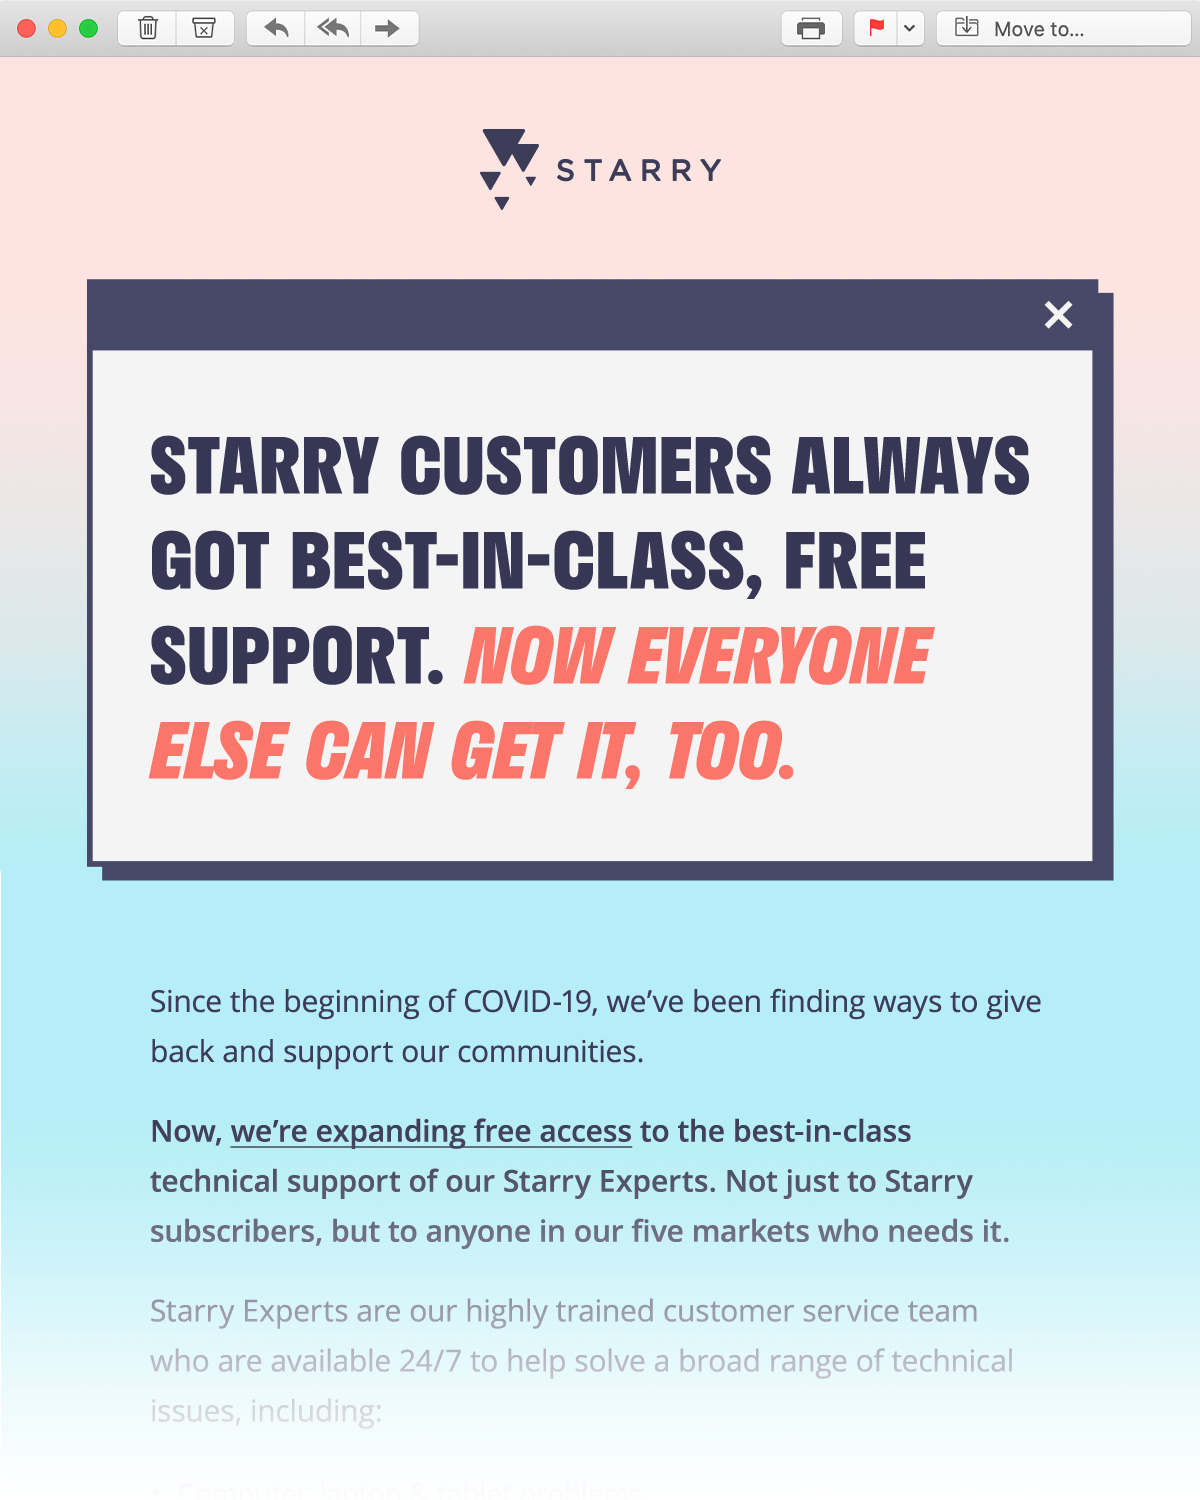 Move to...
STARRY
STARRY CUSTOMERS ALWAYS
GOT BEST-IN-CLASS, FREE
SUPPORT. NOW EVERYONE
ELSE CAN GET IT, TOO.
Since the beginning of COVID-19, we’ve been finding ways to give
back and support our communities.
Now, we’re expanding free access to the best-in-class
technical support of our Starry Experts. Not just to Starry
subscribers, but to anyone in our five markets who needs it.
Starry Experts are our highly trained customer service team
who are available 24/7 to help solve a broad range of technical
issues, including:
• Computer, laptop & tablet problems